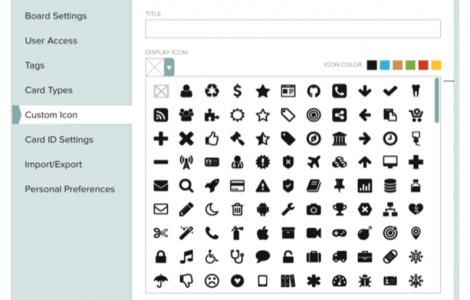 Board Settings
User Access
Tags
Card Types
Custom Icon
Card ID Settings
Import/Export
Personal Preferences
TITLE
DISPLAY ICON
ICON COLOR